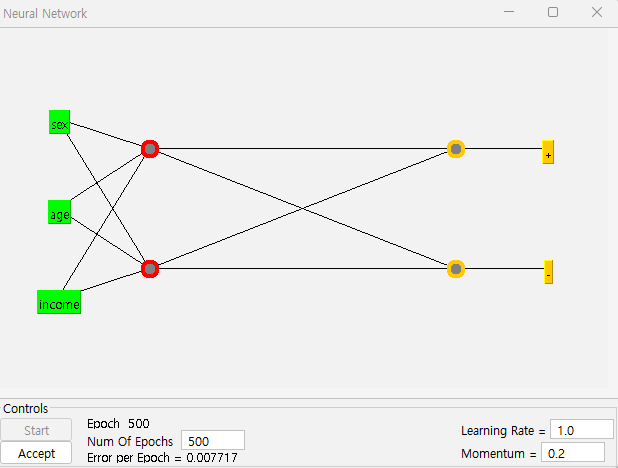 Neural Network
sex
+
age
-
income
Controls
Start
Accept
Epoch 500
Num Of Epochs 500
Error per Epoch = 0.007717
Learning Rate = 1.0
Momentum = 0.2